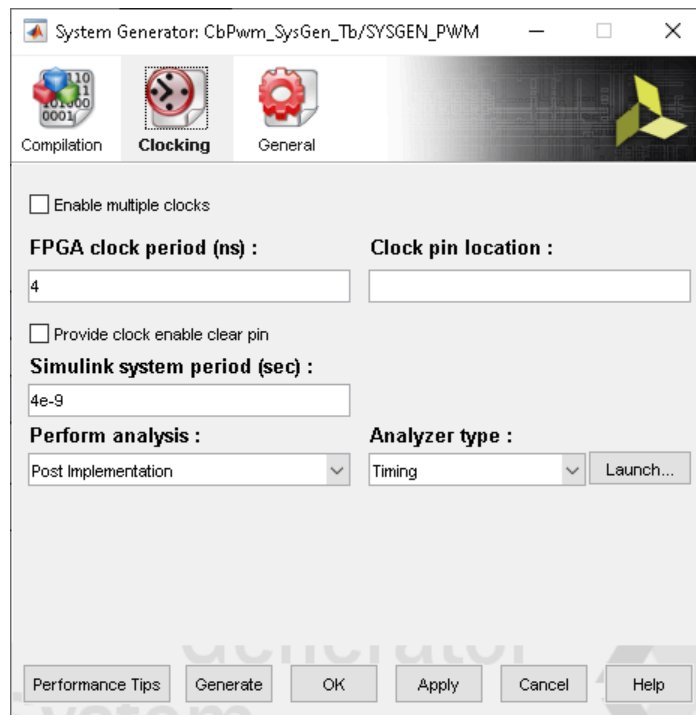 System Generator: CbPwm_SysGen_Tb/SYSGEN_PWM
Compilation Clocking General
Enable multiple clocks
FPGA clock period (ns) : Clock pin location :
4
Provide clock enable clear pin
Simulink system period (sec) :
4e-9
Perform analysis : Analyzer type :
Post Implementation Timing Launch...
Performance Tips Generate OK Apply Cancel Help